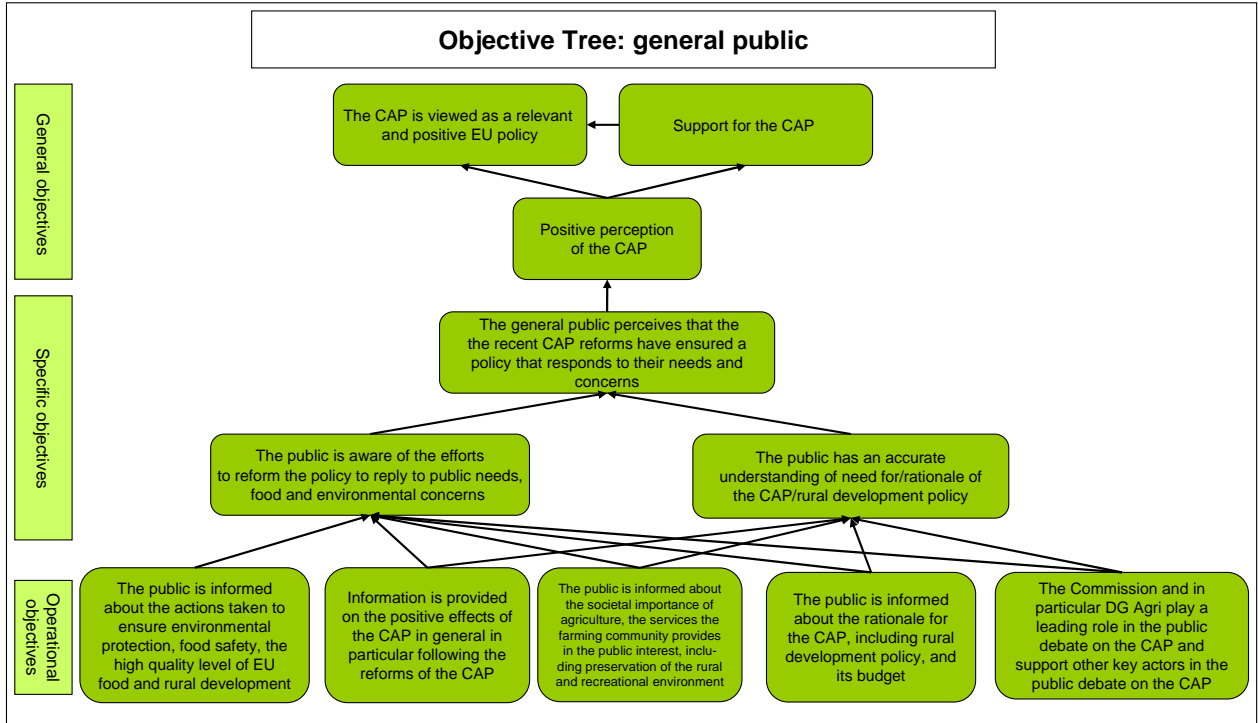 Objective Tree: general public
General objectives
The CAP is viewed as a relevant
and positive EU policy
Support for the CAP
Positive perception
of the CAP
Specific objectives
The general public perceives that the
the recent CAP reforms have ensured a
policy that responds to their needs and
concerns
The public is aware of the efforts
to reform the policy to reply to public needs,
food and environmental concerns
The public has an accurate
understanding of need for/rationale of
the CAP/rural development policy
Operational
objectives
The public is informed
about the actions taken to
ensure environmental
protection, food safety, the
high quality level of EU
food and rural development
Information is provided
on the positive effects of
the CAP in general in
particular following the
reforms of the CAP
The public is informed about
the societal importance of
agriculture, the services the
farming community provides
in the public interest, inclu-
ding preservation of the rural
and recreational environment
The public is informed
about the rationale for
the CAP, including rural
development policy, and
its budget
The Commission and in
particular DG Agri play a
leading role in the public
debate on the CAP and
support other key actors in the
public debate on the CAP